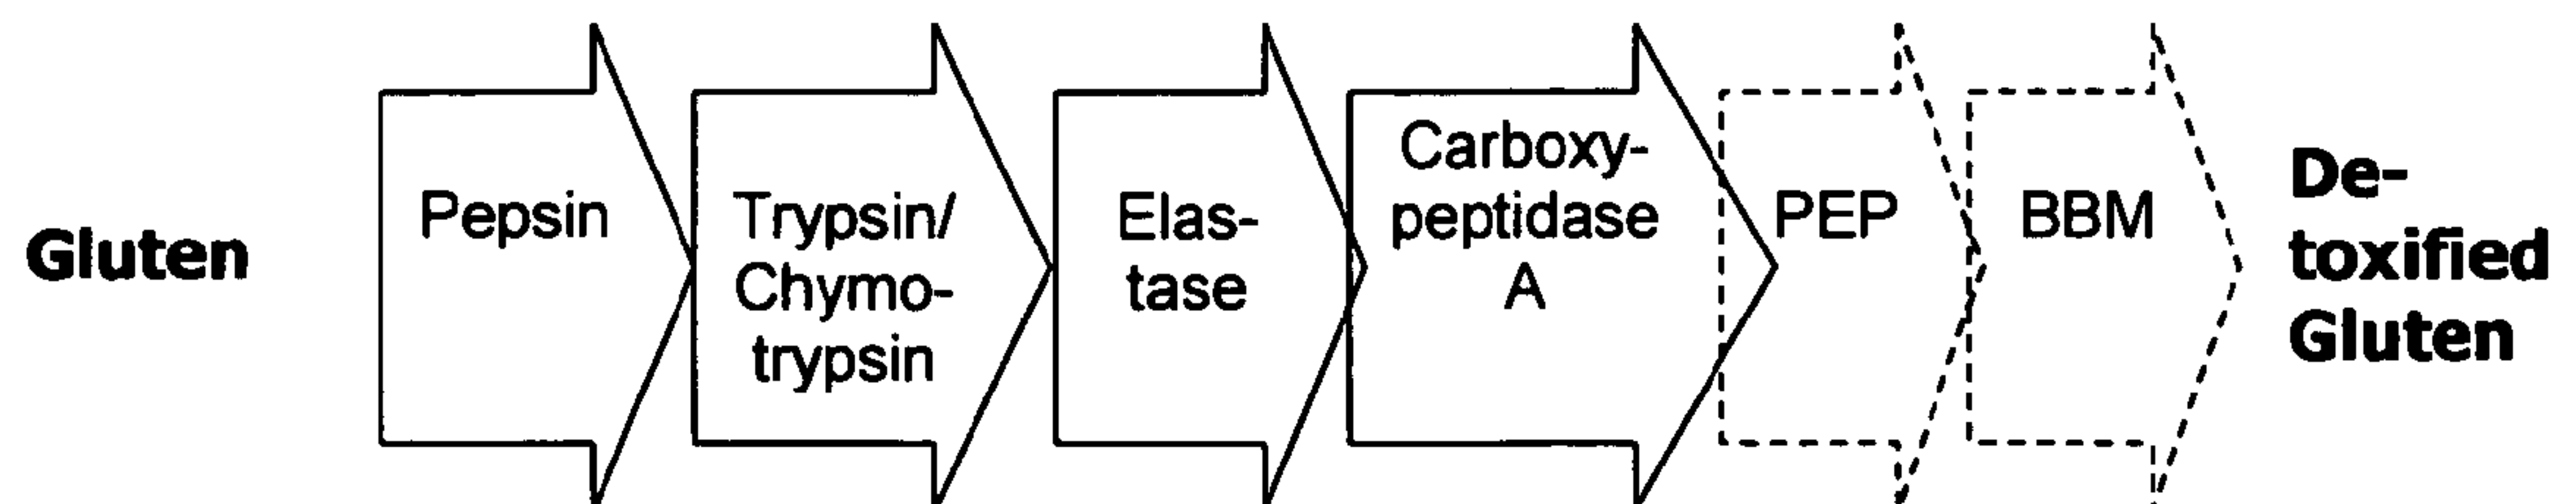 Gluten
Pepsin
Trypsin/
Chymo-
trypsin
Elas-
tase
Carboxy-
peptidase
A
PEP
BBM
De-
toxified
Gluten